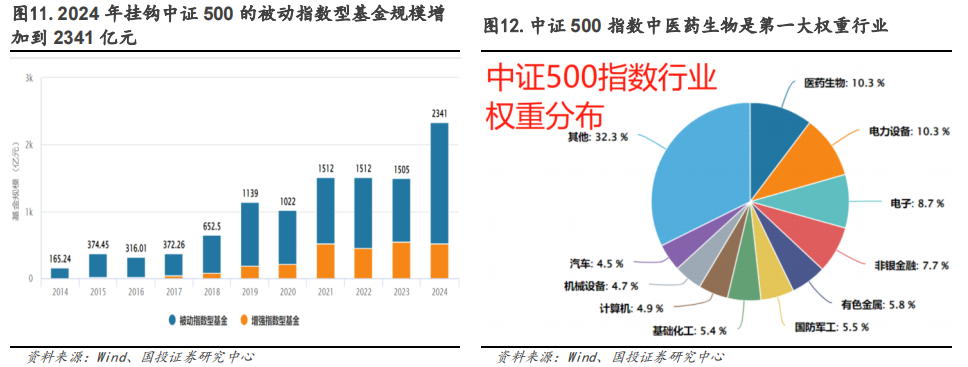 图11. 2024 年挂钩中证 500 的被动指数型基金规模增
加到 2341 亿元
基金规模（亿元）
3k
2k
1k
0
165.24
374.45
316.01
372.26
652.5
1139
1022
1512
1512
1505
2341
2014
2015
2016
2017
2018
2019
2020
2021
2022
2023
2024
被动指数型基金
增强指数型基金
资料来源：Wind、国投证券研究中心
图12. 中证 500 指数中医药生物是第一大权重行业
中证500指数行业
权重分布
医药生物: 10.3 %
电力设备: 10.3 %
电子: 8.7 %
非银金融: 7.7 %
有色金属: 5.8 %
国防军工: 5.5 %
基础化工: 5.4 %
计算机: 4.9 %
机械设备: 4.7 %
汽车: 4.5 %
其他: 32.3 %
资料来源：Wind、国投证券研究中心